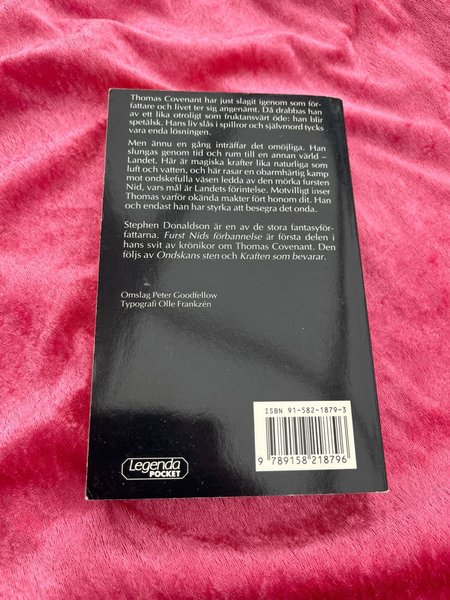 Thomas Covenant har just slagit igenom som för-
fattare och livet ter sig angenämt. Då drabbas han
av ett lika otroligt som fruktansvärt öde: han blir
spetälsk. Hans liv slås i spillror och självmord tycks
vara enda lösningen.
Men ännu en gång inträffar det omöjliga. Han
slungas genom tid och rum till en annan värld –
Landet. Här är magiska krafter lika naturliga som
luft och vatten, och här rasar en obarmhärtig kamp
mot ondskefulla väsen ledda av den mörka fursten
Nid, vars mål är Landets förintelse. Motvilligt inser
Thomas varför okända makter fört honom dit. Han
och endast han har styrka att besegra det onda.
Stephen Donaldson är en av de stora fantasyför-
fattarna. Furst Nids förbannelse är första delen i
hans svit av krönikor om Thomas Covenant. Den
följs av Ondskans sten och Kraften som bevarar.
Omslag Peter Goodfellow
Typografi Olle Frankzén
ISBN 91-582-1879-3
9 789158 218796
Legenda
POCKET